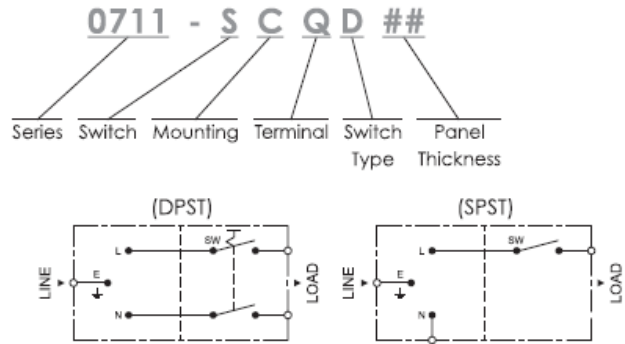 0711 - S C Q D ##
Series Switch Mounting Terminal Switch Type Panel Thickness
(DPST) (SPST)
LINE
L
SW
E
N
LOAD
LINE
L
SW
E
N
LOAD